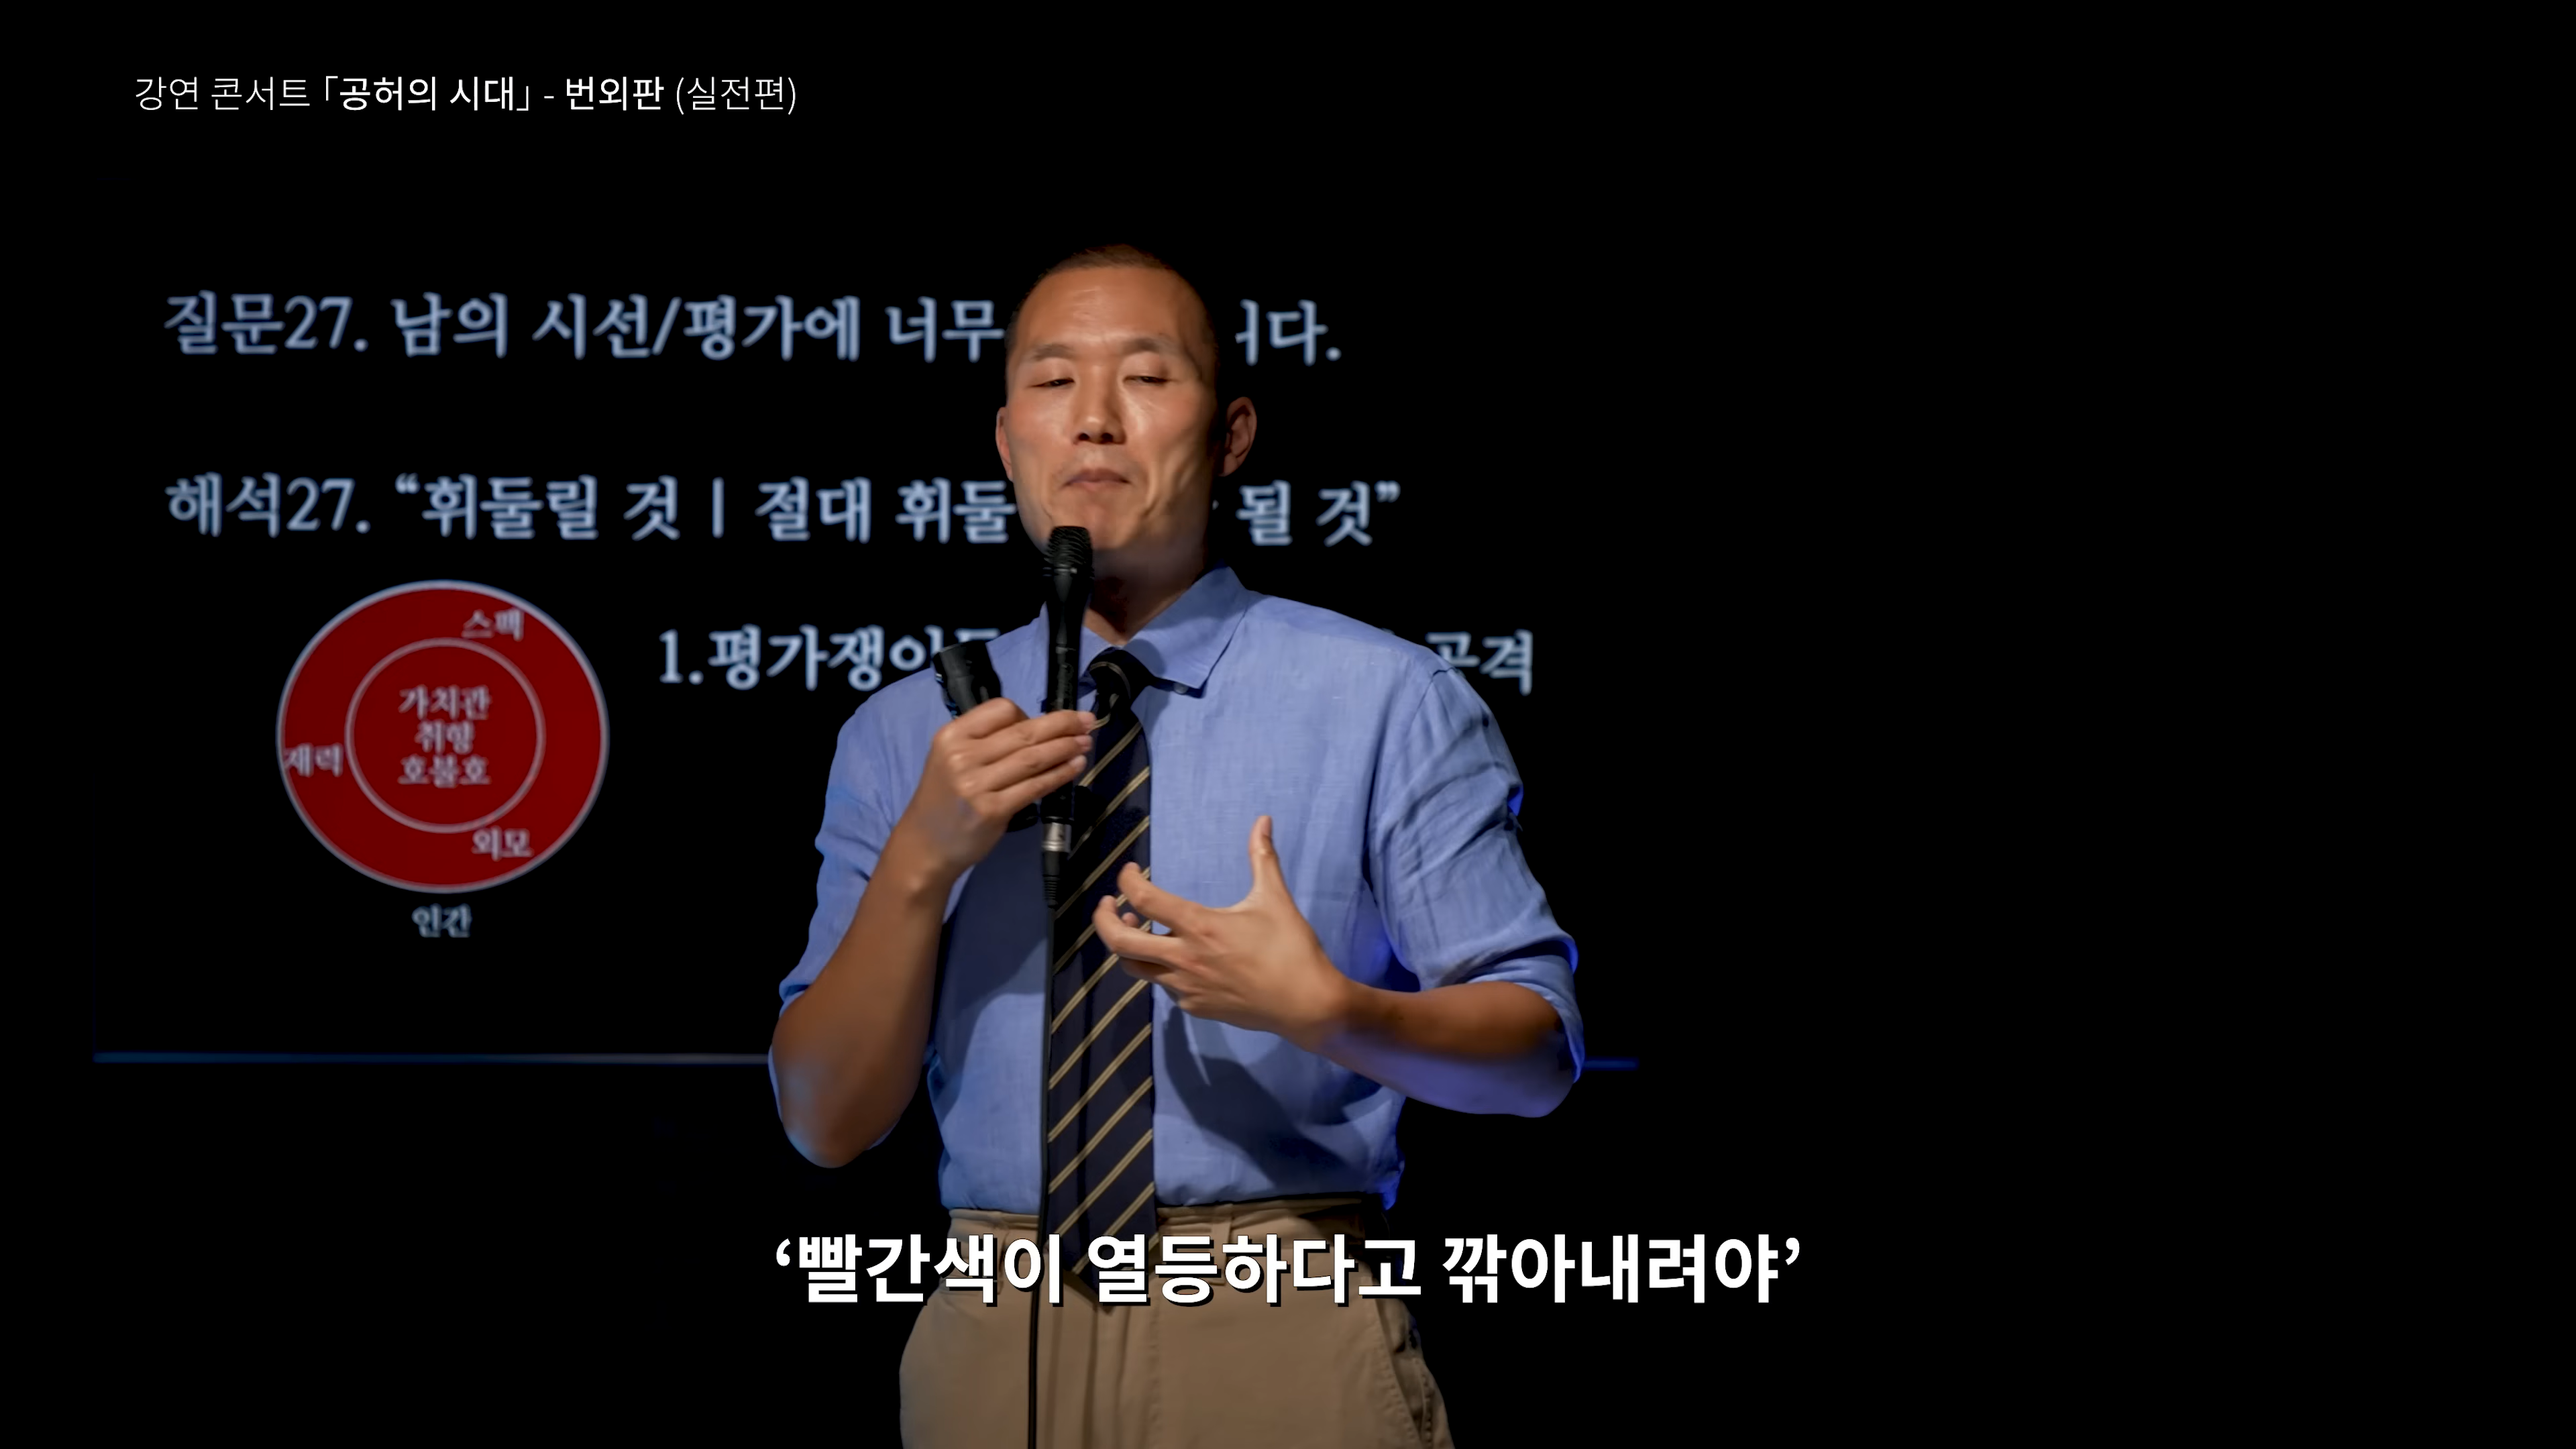 강연 콘서트 「공허의 시대」 - 번외판 (실전편)
질문27. 남의 시선/평가에 너무
해석27. “휘둘릴 것 | 절대 휘둘 될 것”
스펙
1.평가쟁이 공격
가치관
취향
재력
호불호
외모
인간
‘빨간색이 열등하다고 깎아내려야’